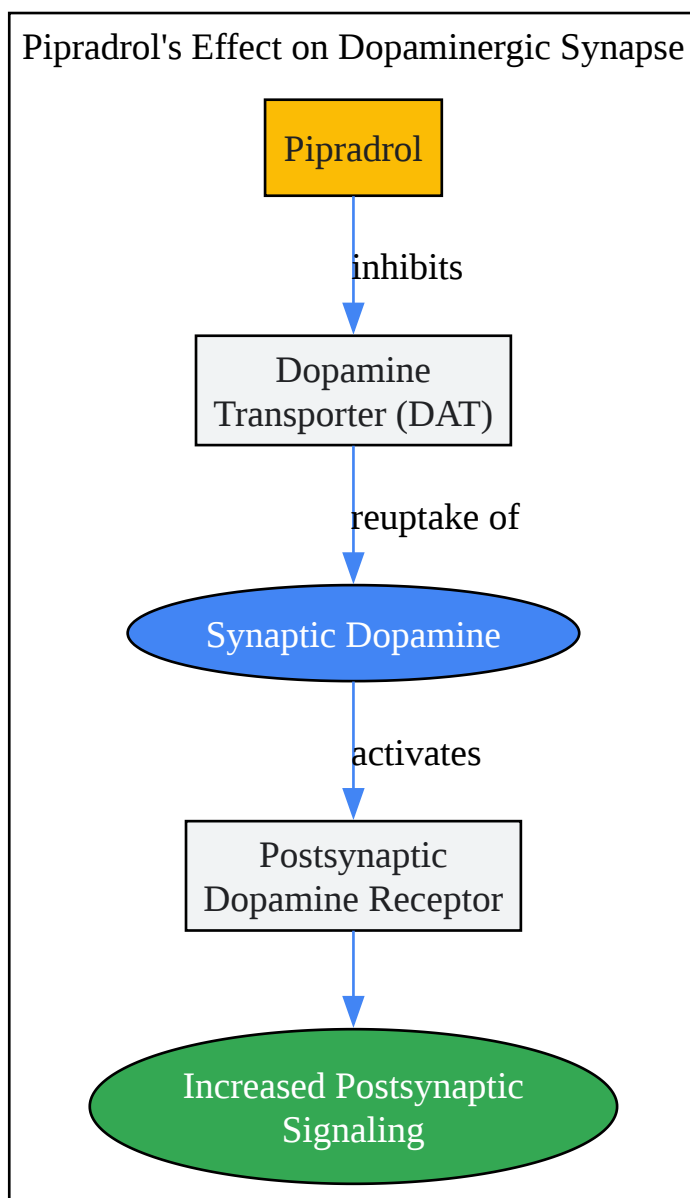 Pipradrol's Effect on Dopaminergic Synapse
Pipradrol
inhibits
Dopamine
Transporter (DAT)
reuptake of
Synaptic Dopamine
activates
Postsynaptic
Dopamine Receptor
Increased Postsynaptic
Signaling